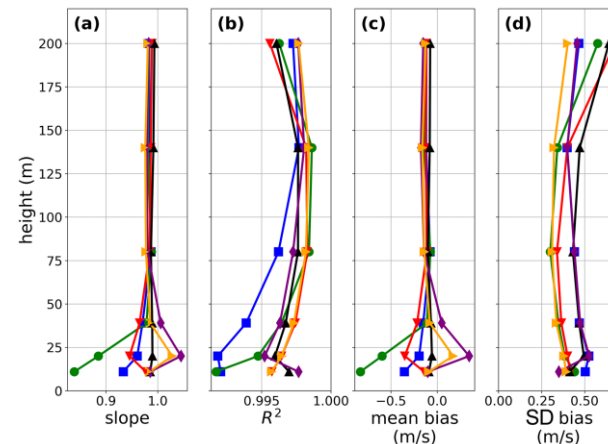 (a) (b) (c) (d)
height (m)
200
175
150
125
100
75
50
25
0
0.9 1.0
0.995 1.000
−0.5 0.0
0.00 0.25 0.50
slope
R²
mean bias
(m/s)
SD bias
(m/s)